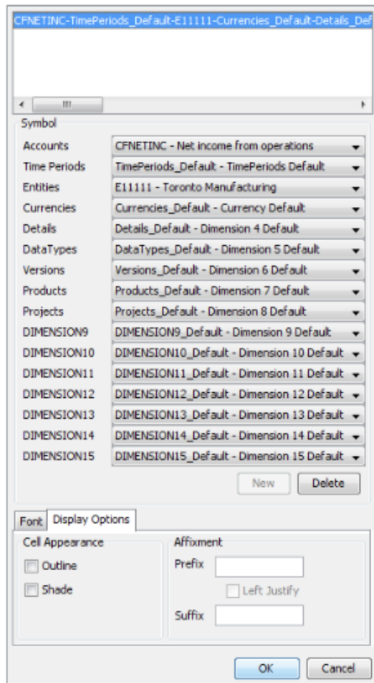 CFNETINC-TimePeriods_Default-E11111-Currencies_Default-Details_Def
Symbol
Accounts CFNETINC - Net income from operations
Time Periods TimePeriods_Default - TimePeriods Default
Entities E11111 - Toronto Manufacturing
Currencies Currencies_Default - Currency Default
Details Details_Default - Dimension 4 Default
DataTypes DataTypes_Default - Dimension 5 Default
Versions Versions_Default - Dimension 6 Default
Products Products_Default - Dimension 7 Default
Projects Projects_Default - Dimension 8 Default
DIMENSION9 DIMENSION9_Default - Dimension 9 Default
DIMENSION10 DIMENSION10_Default - Dimension 10 Default
DIMENSION11 DIMENSION11_Default - Dimension 11 Default
DIMENSION12 DIMENSION12_Default - Dimension 12 Default
DIMENSION13 DIMENSION13_Default - Dimension 13 Default
DIMENSION14 DIMENSION14_Default - Dimension 14 Default
DIMENSION15 DIMENSION15_Default - Dimension 15 Default
New Delete
Font Display Options
Cell Appearance Affixment
Outline Prefix
Shade Left Justify
Suffix
OK Cancel